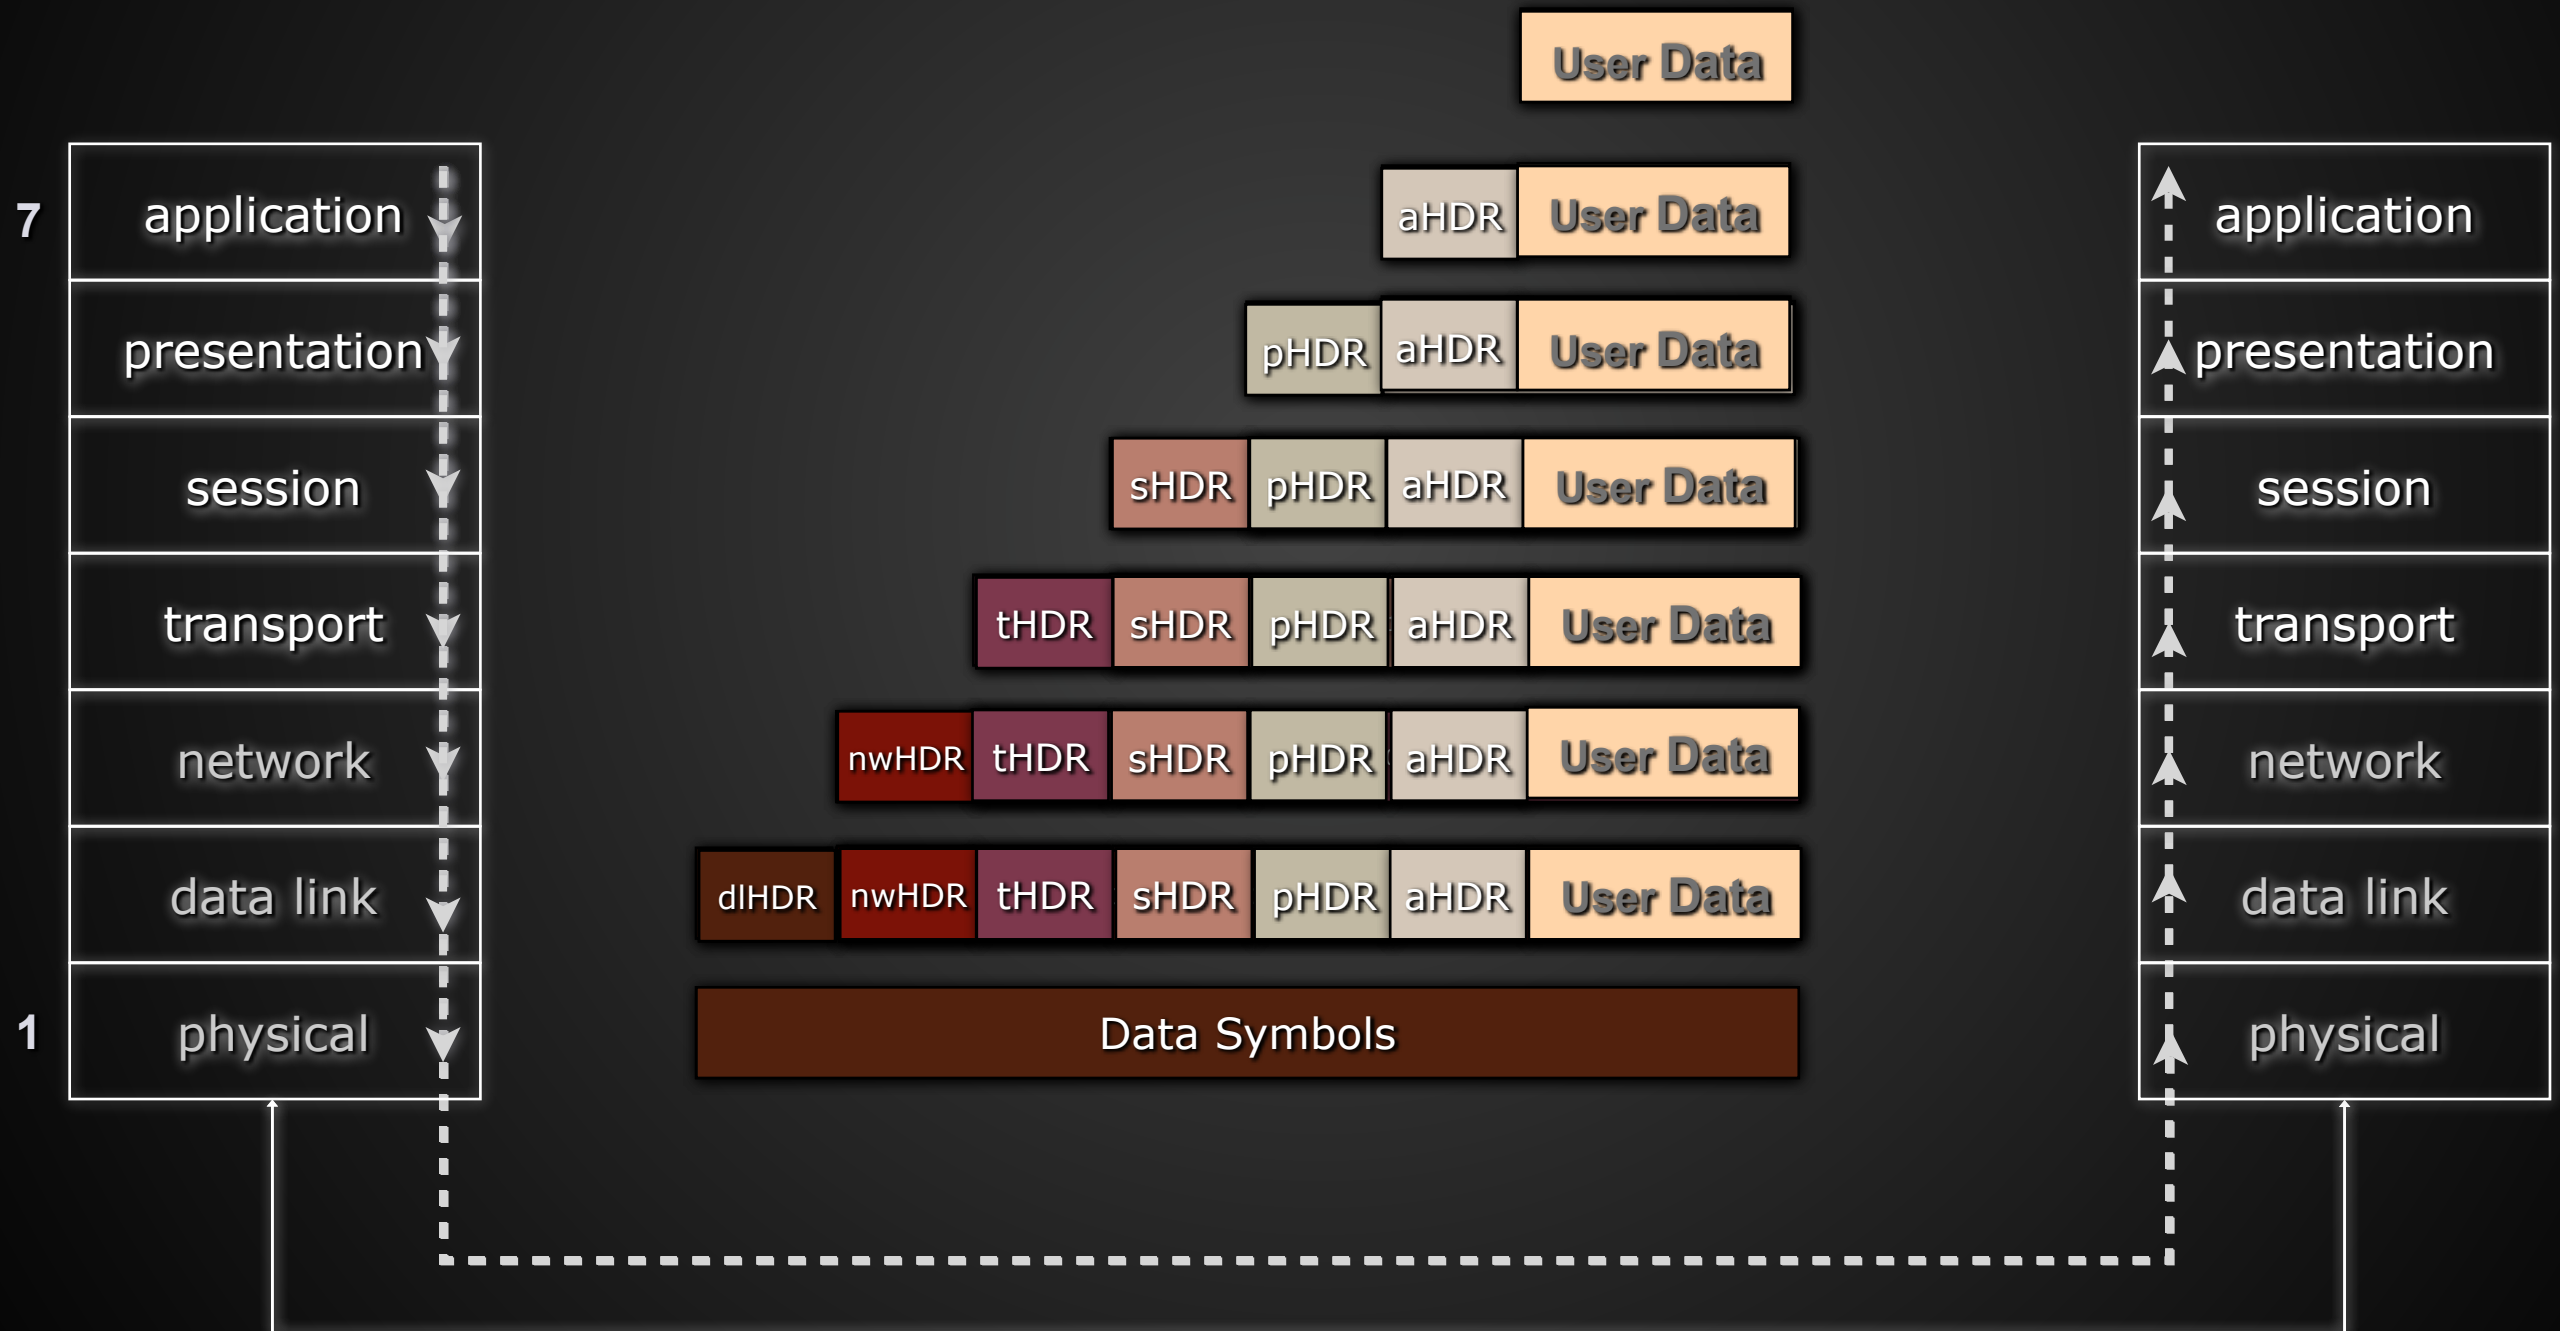 User Data
7 application aHDR User Data application
presentation pHDR aHDR User Data presentation
session sHDR pHDR aHDR User Data session
transport tHDR sHDR pHDR aHDR User Data transport
network nwHDR tHDR sHDR pHDR aHDR User Data network
data link dlHDR nwHDR tHDR sHDR pHDR aHDR User Data data link
1 physical Data Symbols physical